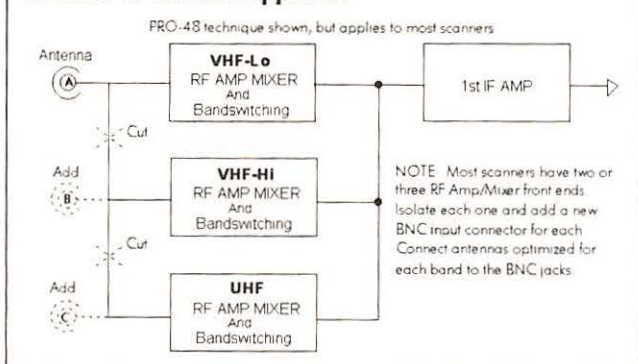 PRO-48 technique shown, but applies to most scanners
Antenna
A
VHF-Lo
RF AMP MIXER
And
Bandswitching
1st IF AMP
Cut
Add
B
VHF-Hi
RF AMP MIXER
And
Bandswitching
NOTE Most scanners have two or
three RF Amp/Mixer front ends
Isolate each one and add a new
BNC input connector for each
Connect antennas optimized for
each band to the BNC jacks
Cut
Add
C
UHF
RF AMP MIXER
And
Bandswitching